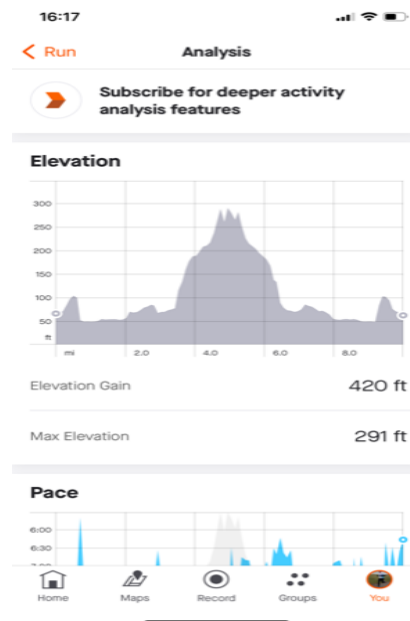 16:17
Run
Analysis
Subscribe for deeper activity
analysis features
Elevation
300
250
200
150
100
50
ft
mi 2.0 4.0 6.0 8.0
Elevation Gain 420 ft
Max Elevation 291 ft
Pace
6:00
6:30
Home Maps Record Groups You